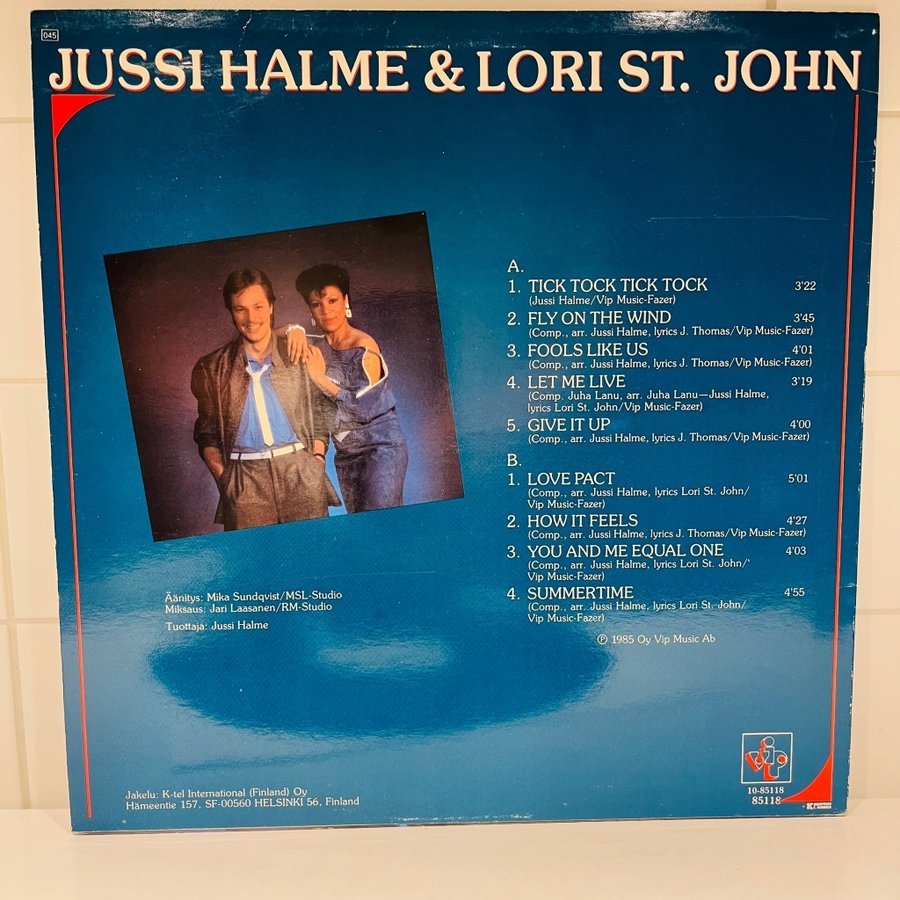 045
JUSSI HALME & LORI ST. JOHN
A.
1. TICK TOCK TICK TOCK 3'22
(Jussi Halme/Vip Music-Fazer)
2. FLY ON THE WIND 3'45
(Comp., arr. Jussi Halme, lyrics J. Thomas/Vip Music-Fazer)
3. FOOLS LIKE US 4'01
(Comp., arr. Jussi Halme, lyrics J. Thomas/Vip Music-Fazer)
4. LET ME LIVE 3'19
(Comp. Juha Lanu, arr. Juha Lanu—Jussi Halme,
lyrics Lori St. John/Vip Music-Fazer)
5. GIVE IT UP 4'00
(Comp., arr. Jussi Halme, lyrics J. Thomas/Vip Music-Fazer)
B.
1. LOVE PACT 5'01
(Comp., arr. Jussi Halme, lyrics Lori St. John/
Vip Music-Fazer)
2. HOW IT FEELS 4'27
(Comp., arr. Jussi Halme, lyrics J. Thomas/Vip Music-Fazer)
3. YOU AND ME EQUAL ONE 4'03
(Comp., arr. Jussi Halme, lyrics Lori St. John/
Vip Music-Fazer)
4. SUMMERTIME 4'55
(Comp., arr. Jussi Halme, lyrics Lori St. John/
Vip Music-Fazer)
℗ 1985 Oy Vip Music Ab
Äänitys: Mika Sundqvist/MSL-Studio
Miksaus: Jari Laasanen/RM-Studio
Tuottaja: Jussi Halme
Jakelu: K-tel International (Finland) Oy
Hämeentie 157, SF-00560 HELSINKI 56, Finland
Vip
10-85118
85118